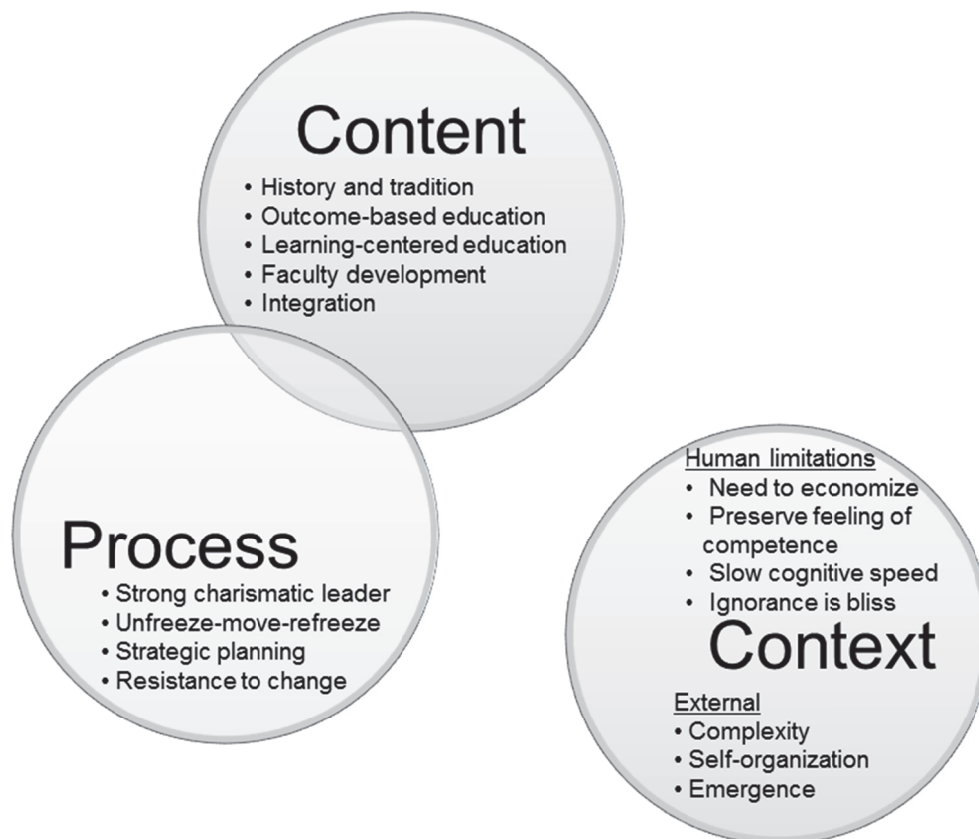 Content
• History and tradition
• Outcome-based education
• Learning-centered education
• Faculty development
• Integration
Process
• Strong charismatic leader
• Unfreeze-move-refreeze
• Strategic planning
• Resistance to change
Human limitations
• Need to economize
• Preserve feeling of
competence
• Slow cognitive speed
• Ignorance is bliss
Context
External
• Complexity
• Self-organization
• Emergence